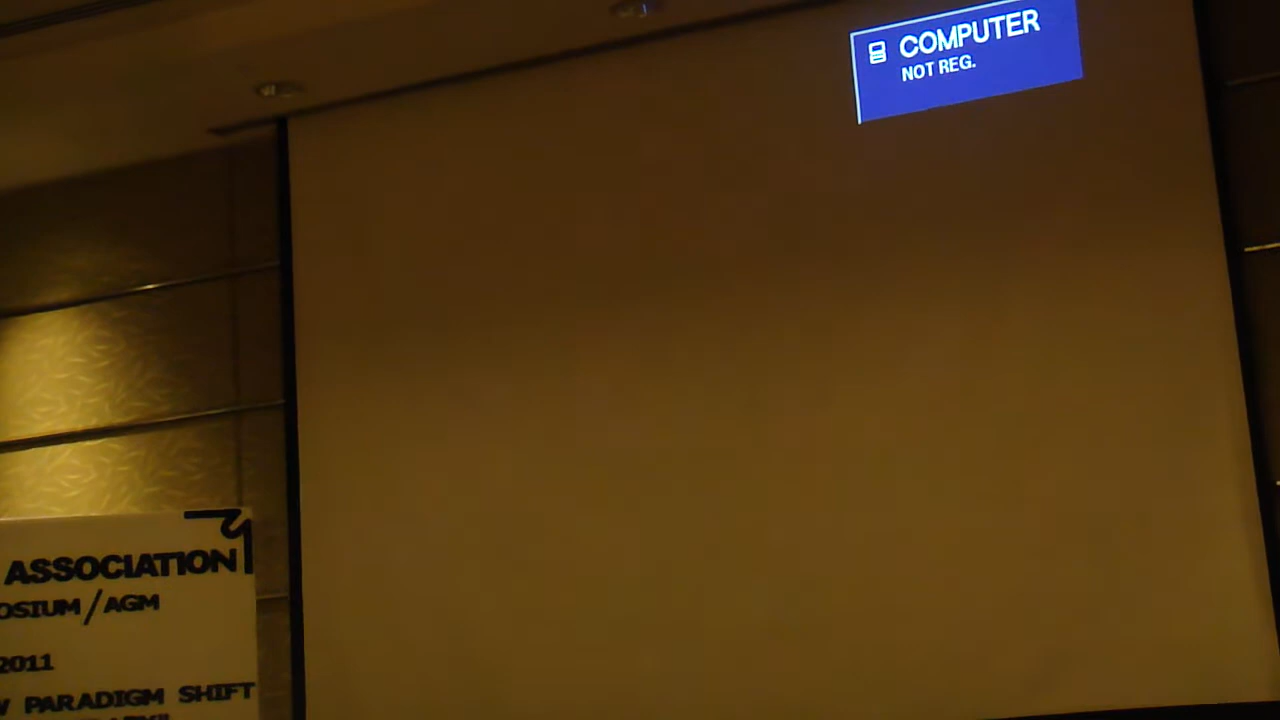 COMPUTER
NOT REG.
ASSOCIATION
OSIUM/AGM
2011
PARADIGM SHIFT